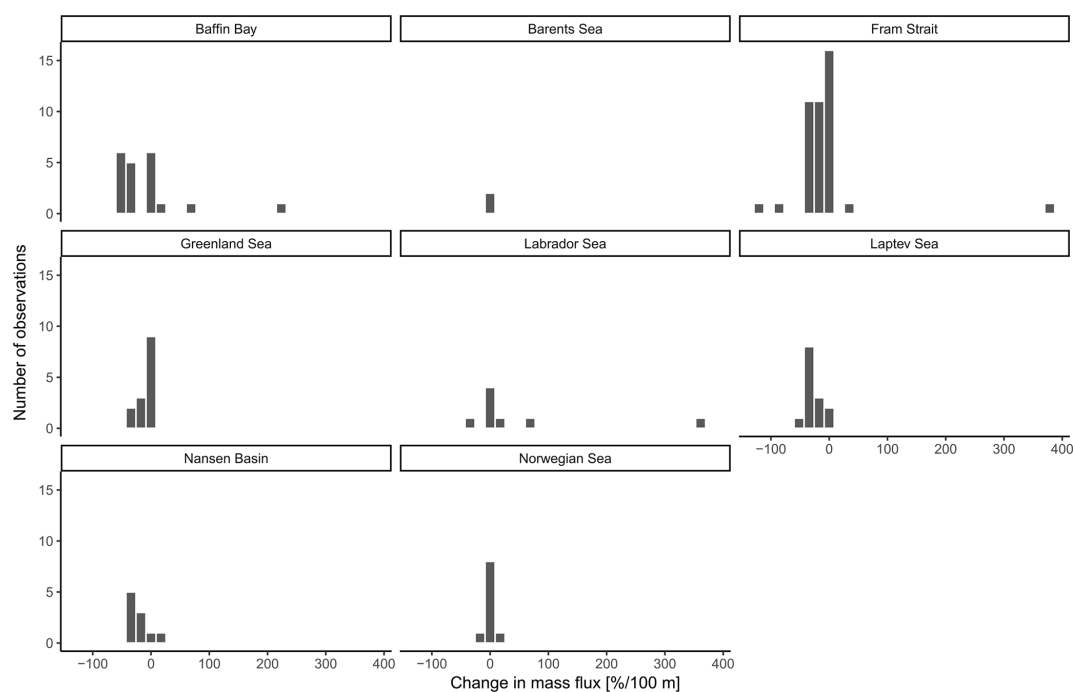 Baffin Bay Barents Sea Fram Strait
15
10
5
0
Greenland Sea Labrador Sea Laptev Sea
15
10
5
0
−100 0 100 200 300 400
Nansen Basin Norwegian Sea
15
10
5
0
−100 0 100 200 300 400 −100 0 100 200 300 400
Number of observations
Change in mass flux [%/100 m]